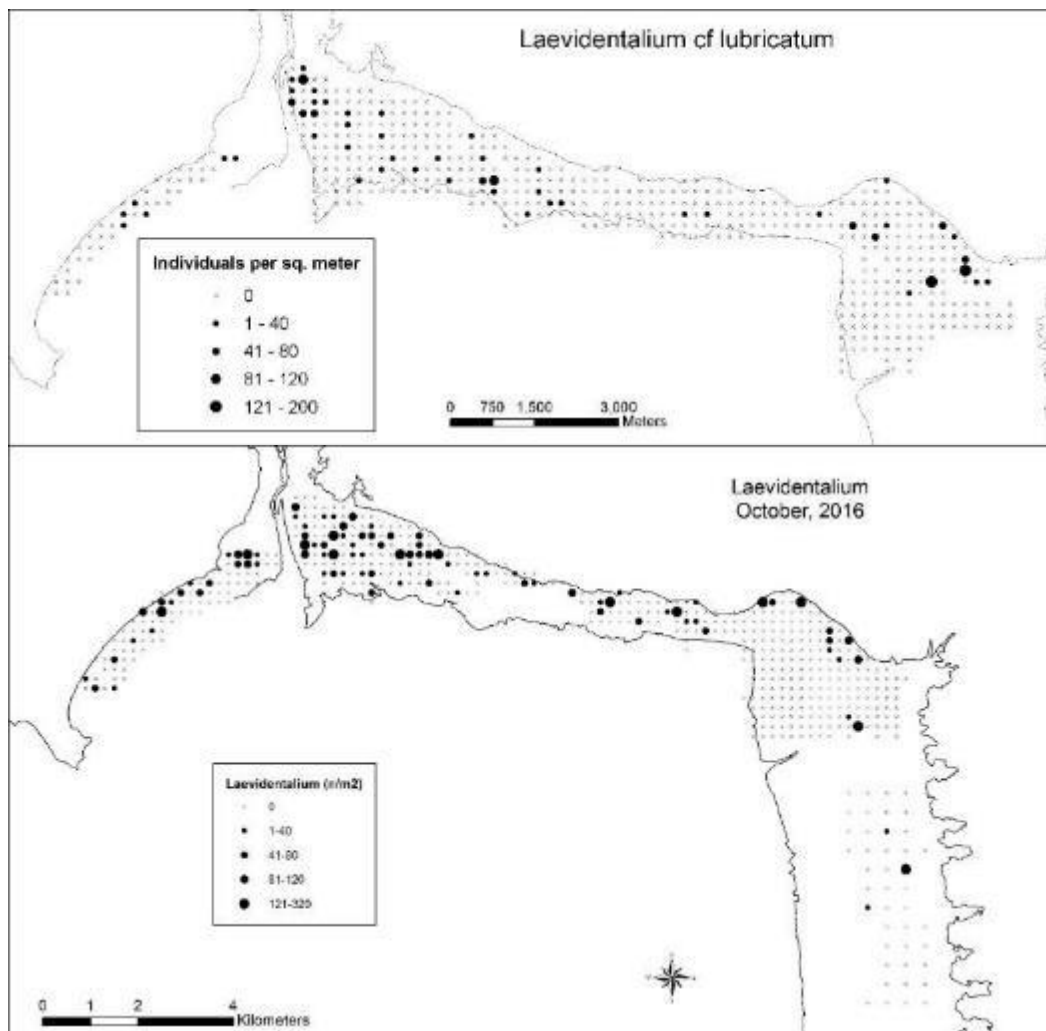 Laevidentalium cf lubricatum
Individuals per sq. meter
0
1 - 40
41 - 80
81 - 120
121 - 200
0 750 1,500 3,000
Meters
Laevidentalium
October, 2016
Laevidentalium (n/m2)
0
1-40
41-80
81-120
121-320
0 1 2 4
Kilometers